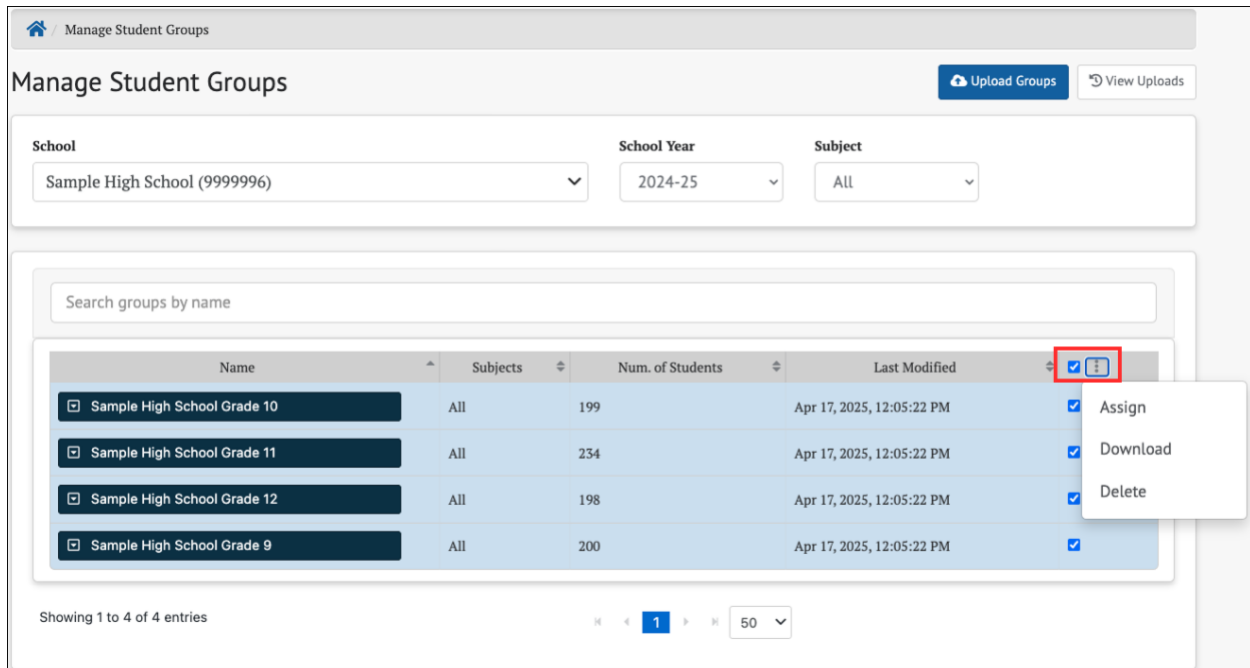 / Manage Student Groups
Manage Student Groups
Upload Groups
View Uploads
School
School Year
Subject
Sample High School (9999996)
2024-25
All
Search groups by name
Name Subjects Num. of Students Last Modified
Sample High School Grade 10 All 199 Apr 17, 2025, 12:05:22 PM
Sample High School Grade 11 All 234 Apr 17, 2025, 12:05:22 PM
Sample High School Grade 12 All 198 Apr 17, 2025, 12:05:22 PM
Sample High School Grade 9 All 200 Apr 17, 2025, 12:05:22 PM
Assign
Download
Delete
Showing 1 to 4 of 4 entries
1
50